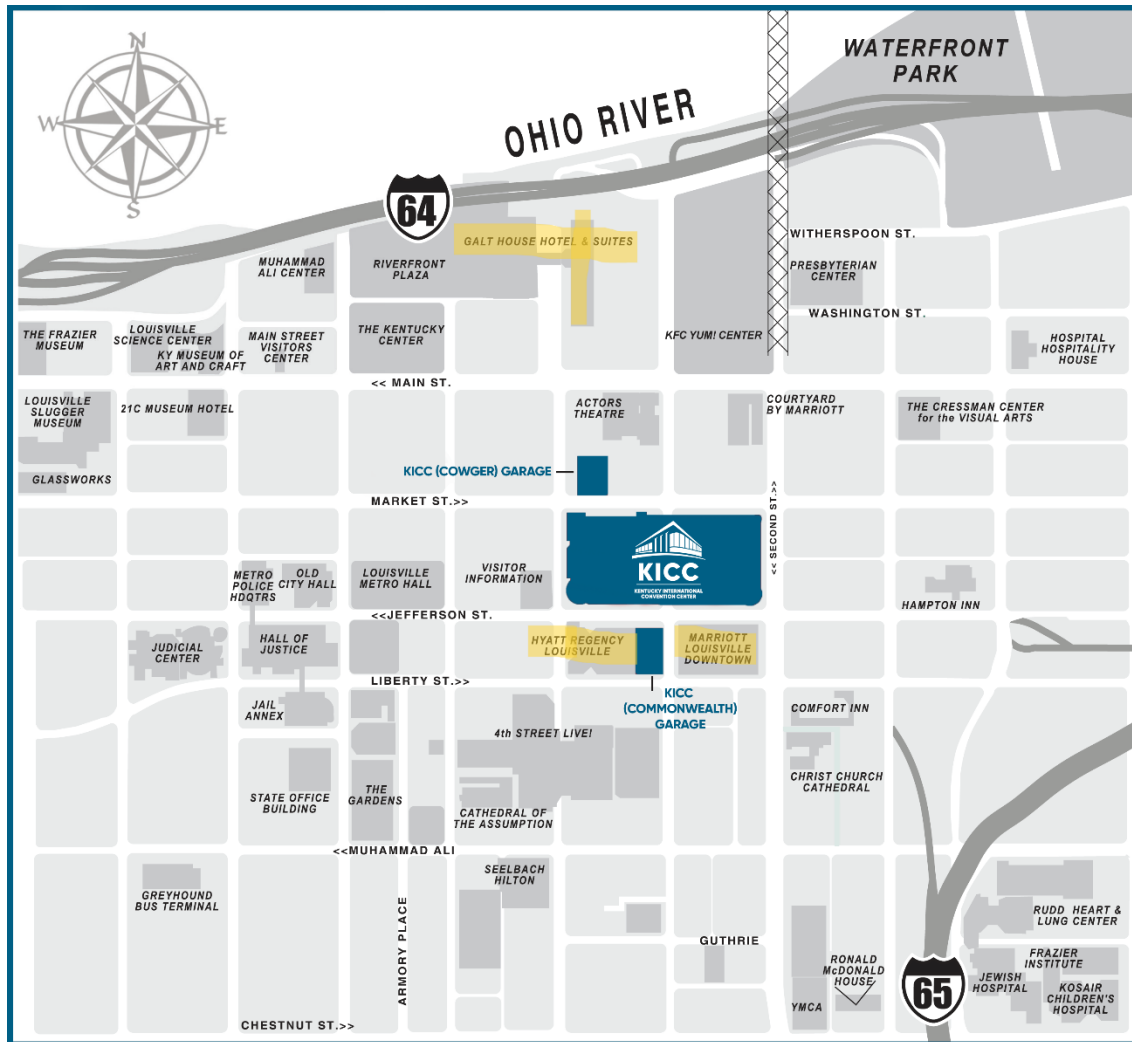 N
W
E
S
OHIO RIVER
WATERFRONT
PARK
64
GALT HOUSE HOTEL & SUITES
WITHERSPOON ST.
MUHAMMAD
ALI CENTER
RIVERFRONT
PLAZA
PRESBYTERIAN
CENTER
WASHINGTON ST.
THE FRAZIER
MUSEUM
LOUISVILLE
SCIENCE CENTER
KY MUSEUM OF
ART AND CRAFT
MAIN STREET
VISITORS
CENTER
THE KENTUCKY
CENTER
KFC YUM! CENTER
HOSPITAL
HOSPITALITY
HOUSE
<< MAIN ST.
LOUISVILLE
SLUGGER
MUSEUM
21C MUSEUM HOTEL
ACTORS
THEATRE
COURTYARD
BY MARRIOTT
THE CRESSMAN CENTER
for the VISUAL ARTS
KICC (COWGER) GARAGE
GLASSWORKS
MARKET ST.>>
<< SECOND ST.>>
KICC
KENTUCKY INTERNATIONAL
CONVENTION CENTER
METRO
POLICE
HDQTRS
OLD
CITY HALL
LOUISVILLE
METRO HALL
VISITOR
INFORMATION
HAMPTON INN
<<JEFFERSON ST.
JUDICIAL
CENTER
HALL OF
JUSTICE
HYATT REGENCY
LOUISVILLE
MARRIOTT
LOUISVILLE
DOWNTOWN
LIBERTY ST.>>
KICC
(COMMONWEALTH)
GARAGE
JAIL
ANNEX
COMFORT INN
4th STREET LIVE!
CHRIST CHURCH
CATHEDRAL
STATE OFFICE
BUILDING
THE
GARDENS
CATHEDRAL OF
THE ASSUMPTION
<<MUHAMMAD ALI
SEELBACH
HILTON
GREYHOUND
BUS TERMINAL
ARMORY PLACE
GUTHRIE
RUDD HEART &
LUNG CENTER
RONALD
McDONALD
HOUSE
65
FRAZIER
INSTITUTE
JEWISH
HOSPITAL
KOSAIR
CHILDREN'S
HOSPITAL
YMCA
CHESTNUT ST.>>